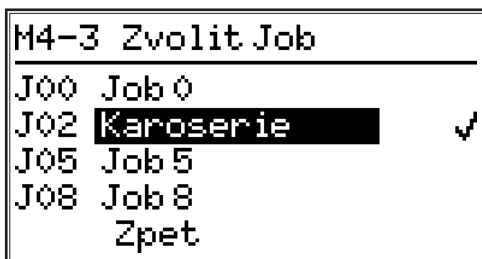 M4-3 Zvolit Job
J00 Job 0
J02 Karoserie ✓
J05 Job 5
J08 Job 8
Zpet